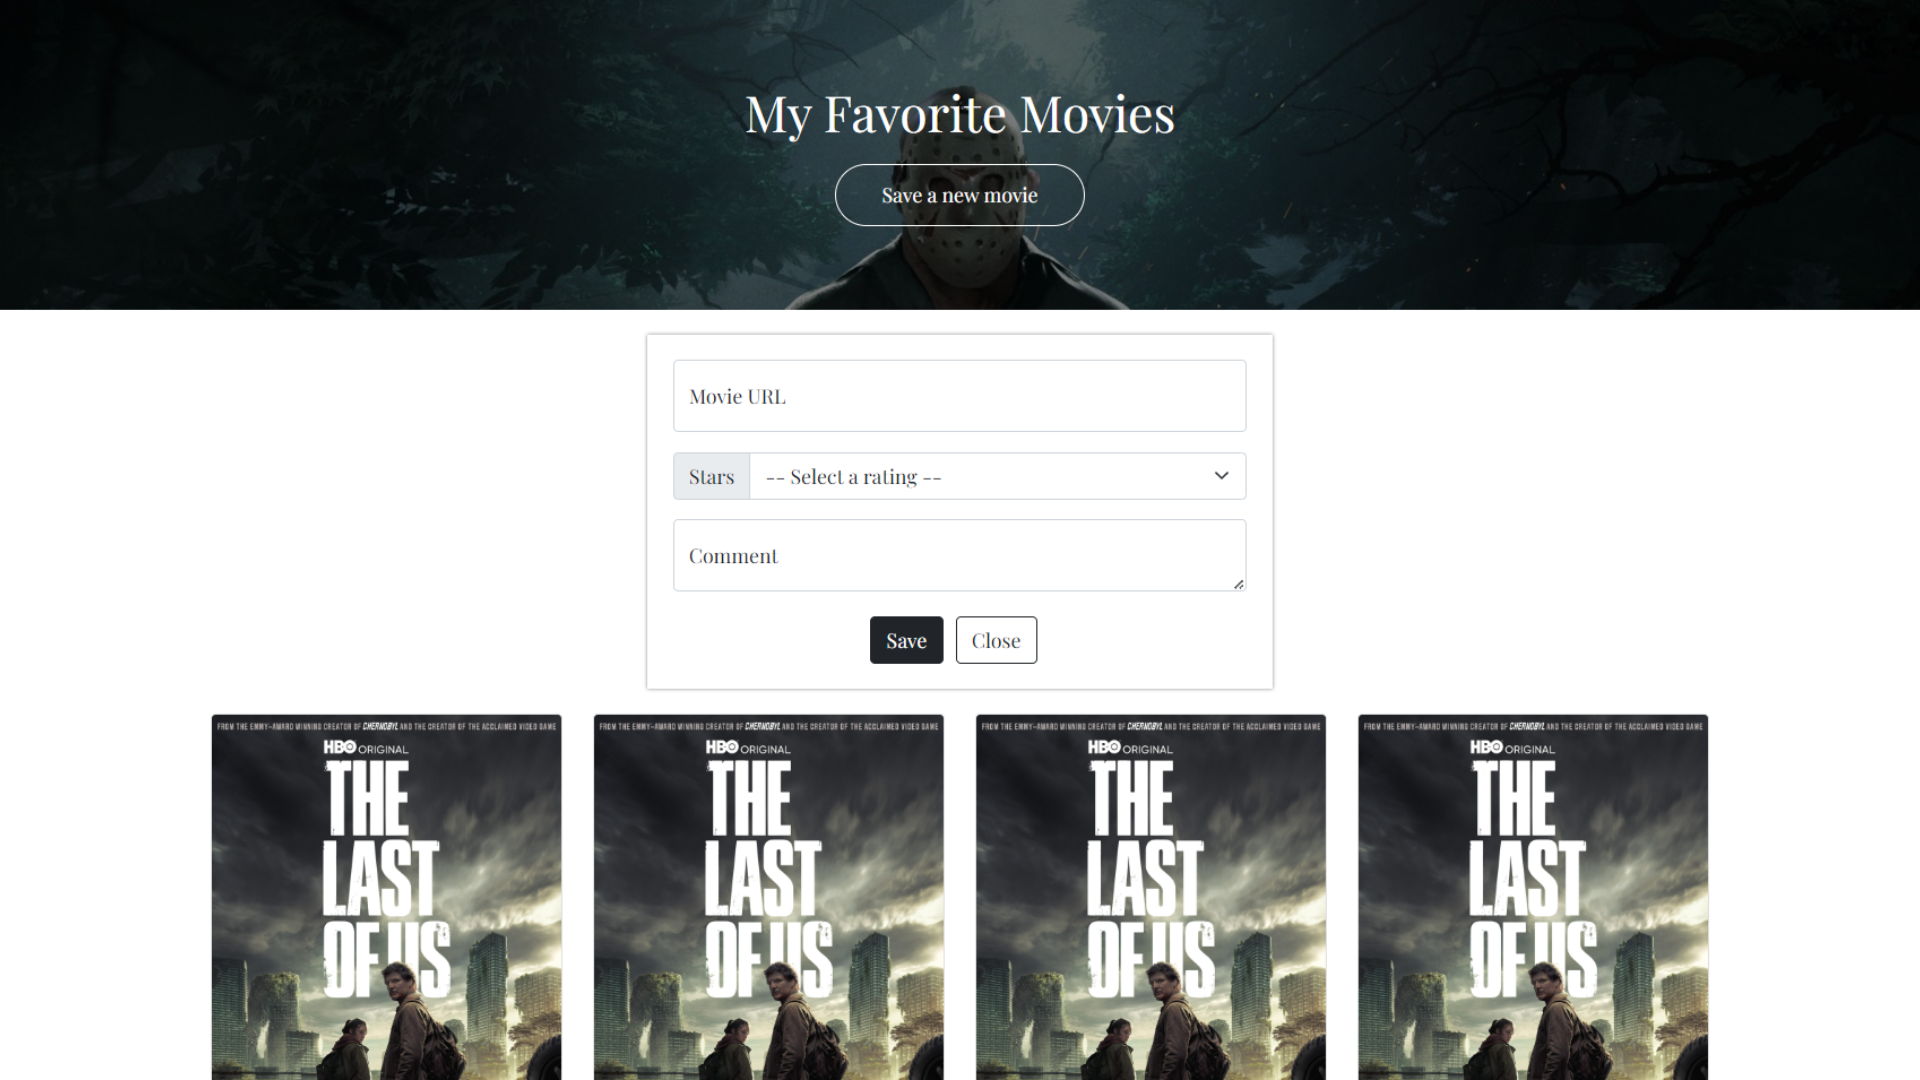 My Favorite Movies
Save a new movie
Movie URL
Stars
-- Select a rating --
Comment
Save
Close
FROM THE EMMY-AWARD WINNING CREATOR OF CHERNOBYL AND THE CREATOR OF THE ACCLAIMED VIDEO GAME
HBO ORIGINAL
THE
LAST
OF US
FROM THE EMMY-AWARD WINNING CREATOR OF CHERNOBYL AND THE CREATOR OF THE ACCLAIMED VIDEO GAME
HBO ORIGINAL
THE
LAST
OF US
FROM THE EMMY-AWARD WINNING CREATOR OF CHERNOBYL AND THE CREATOR OF THE ACCLAIMED VIDEO GAME
HBO ORIGINAL
THE
LAST
OF US
FROM THE EMMY-AWARD WINNING CREATOR OF CHERNOBYL AND THE CREATOR OF THE ACCLAIMED VIDEO GAME
HBO ORIGINAL
THE
LAST
OF US